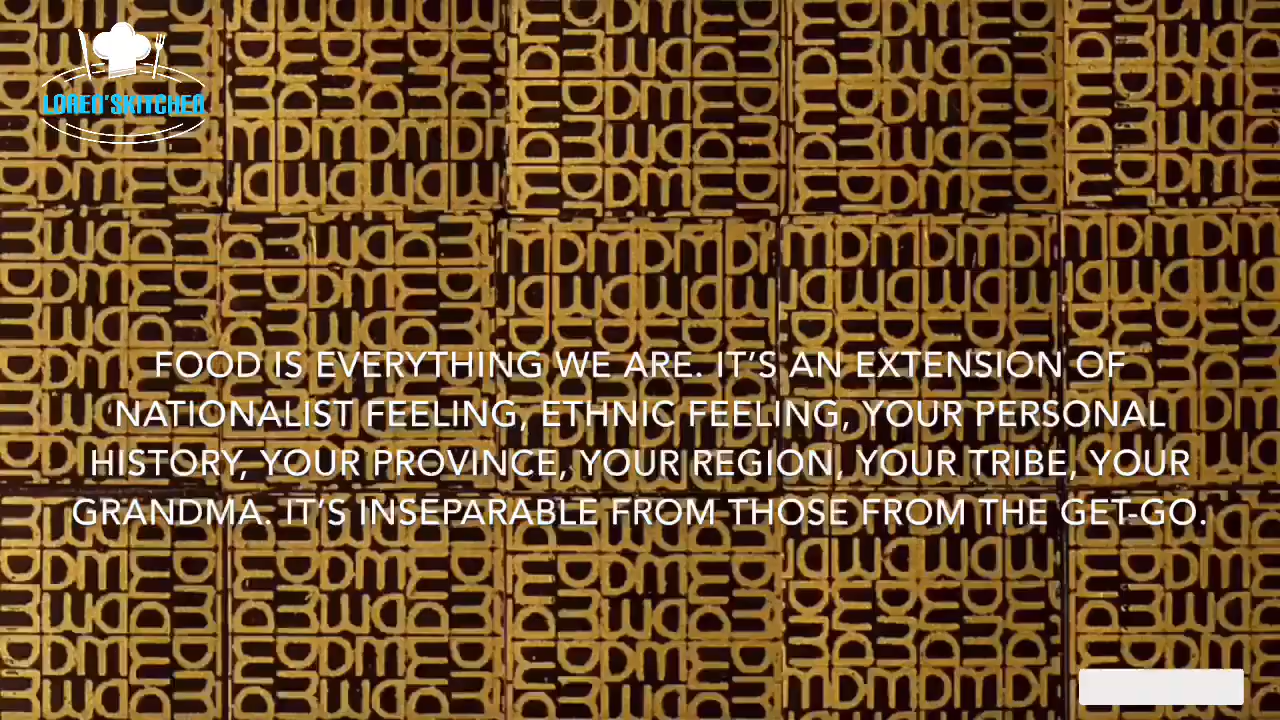 LOREN'SKITCHEN
FOOD IS EVERYTHING WE ARE. IT’S AN EXTENSION OF
NATIONALIST FEELING, ETHNIC FEELING, YOUR PERSONAL
HISTORY, YOUR PROVINCE, YOUR REGION, YOUR TRIBE, YOUR
GRANDMA. IT’S INSEPARABLE FROM THOSE FROM THE GET-GO.